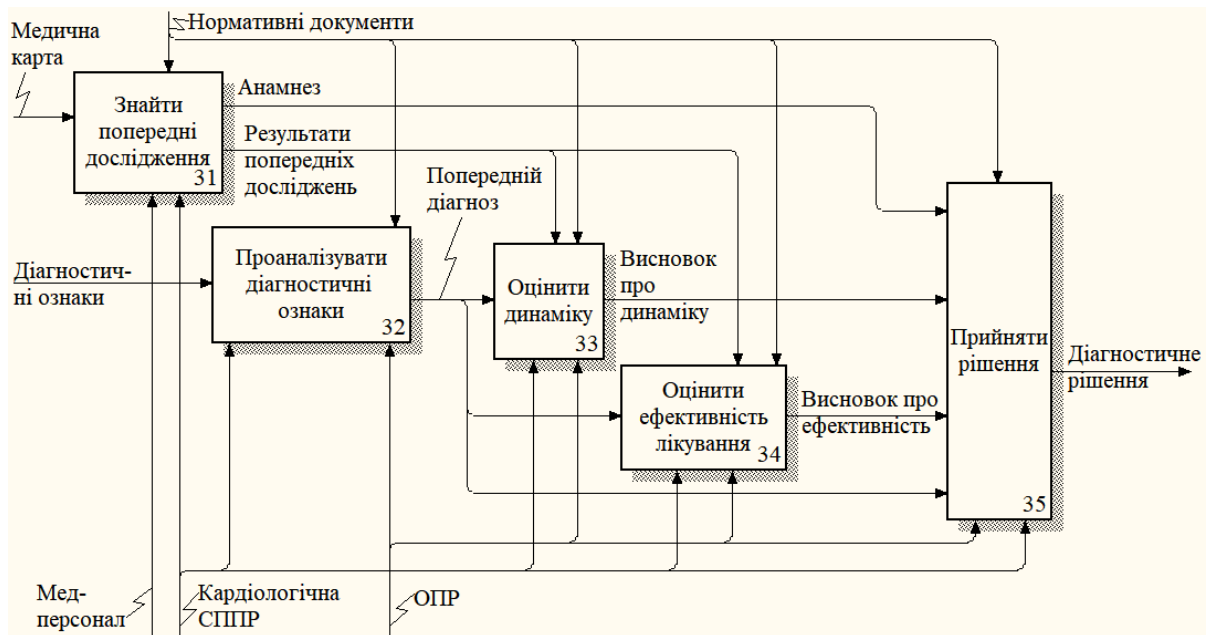 Нормативні документи
Медична
карта
Знайти
попередні
дослідження
31
Анамнез
Результати
попередніх
досліджень
Попередній
діагноз
Діагностич-
ні ознаки
Проаналізувати
діагностичні
ознаки
32
Оцінити
динаміку
33
Висновок
про
динаміку
Оцінити
ефективність
лікування
34
Висновок про
ефективність
Прийняти
рішення
35
Діагностичне
рішення
Мед-
персонал
Кардіологічна
СППР
ОПР